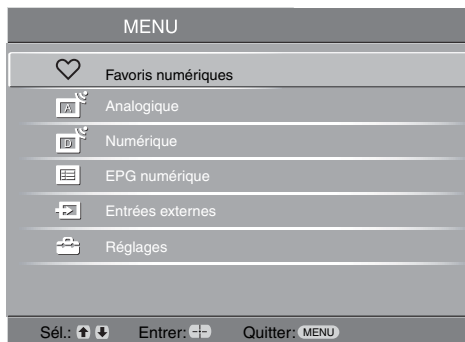 MENU
Favoris numériques
A Analogique
D Numérique
EPG numérique
Entrées externes
Réglages
Sél.: Entrer: Quitter: MENU